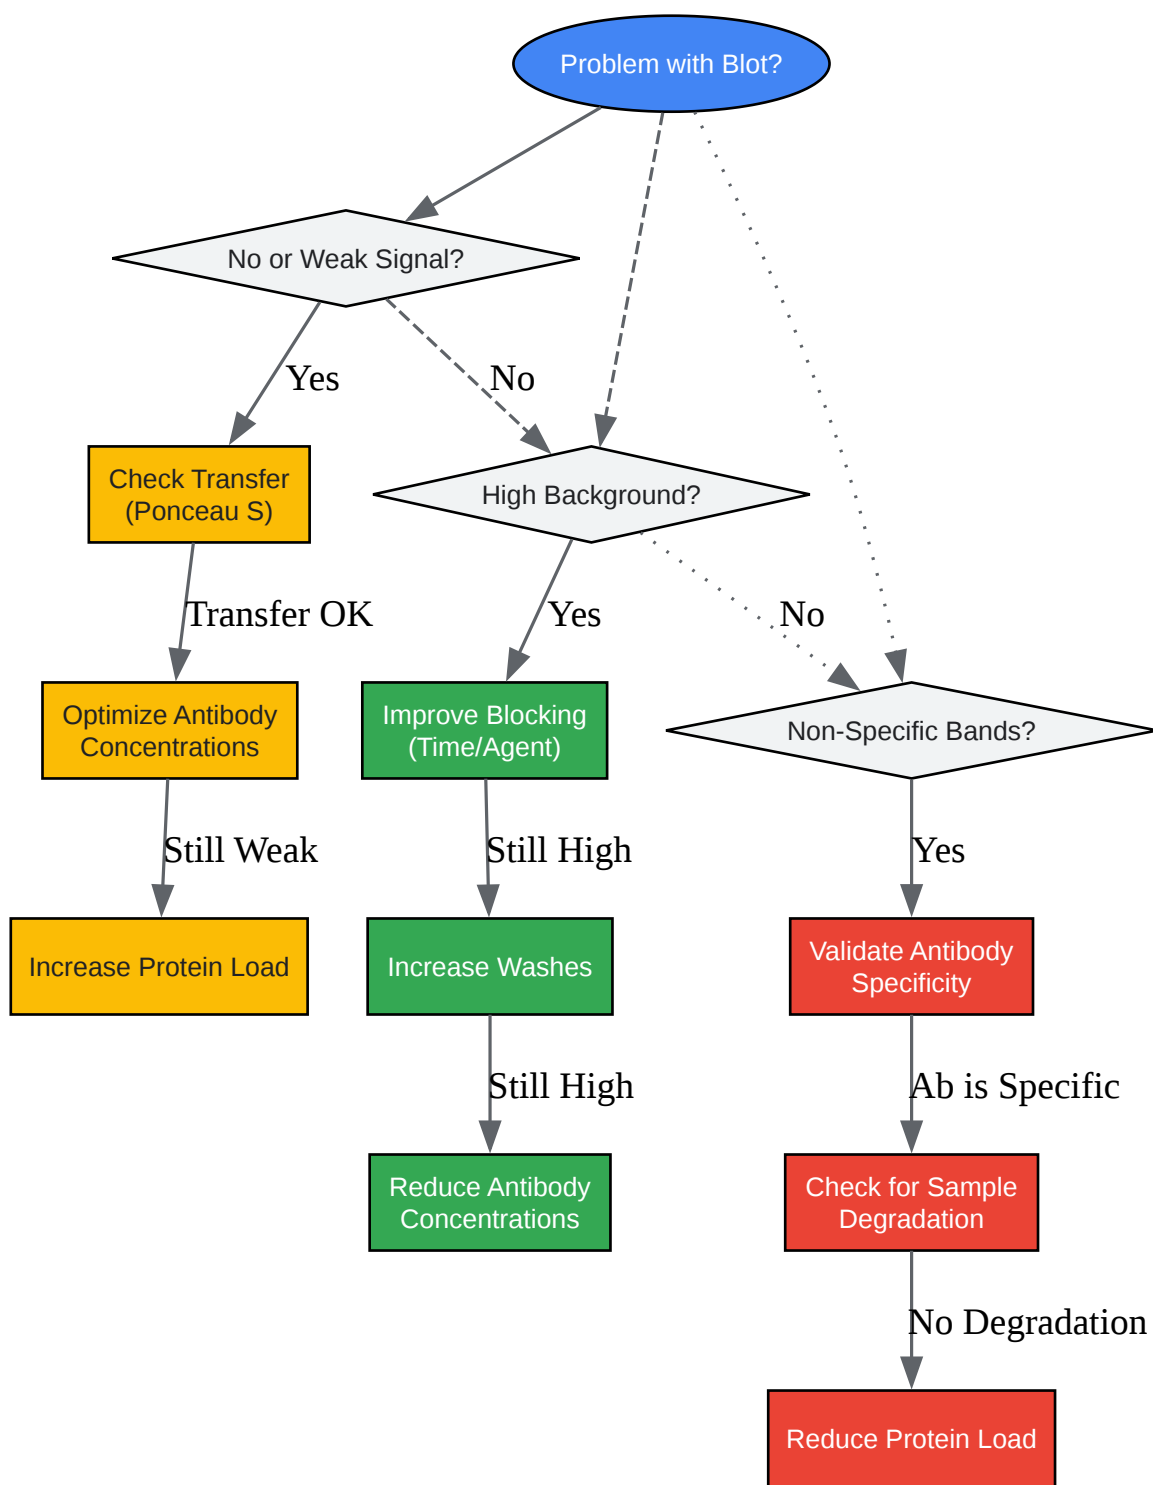 Problem with Blot?
No or Weak Signal?
Yes
No
Check Transfer
(Ponceau S)
High Background?
Transfer OK
Yes
No
Optimize Antibody
Concentrations
Improve Blocking
(Time/Agent)
Non-Specific Bands?
Still Weak
Still High
Yes
Increase Protein Load
Increase Washes
Validate Antibody
Specificity
Still High
Ab is Specific
Reduce Antibody
Concentrations
Check for Sample
Degradation
No Degradation
Reduce Protein Load